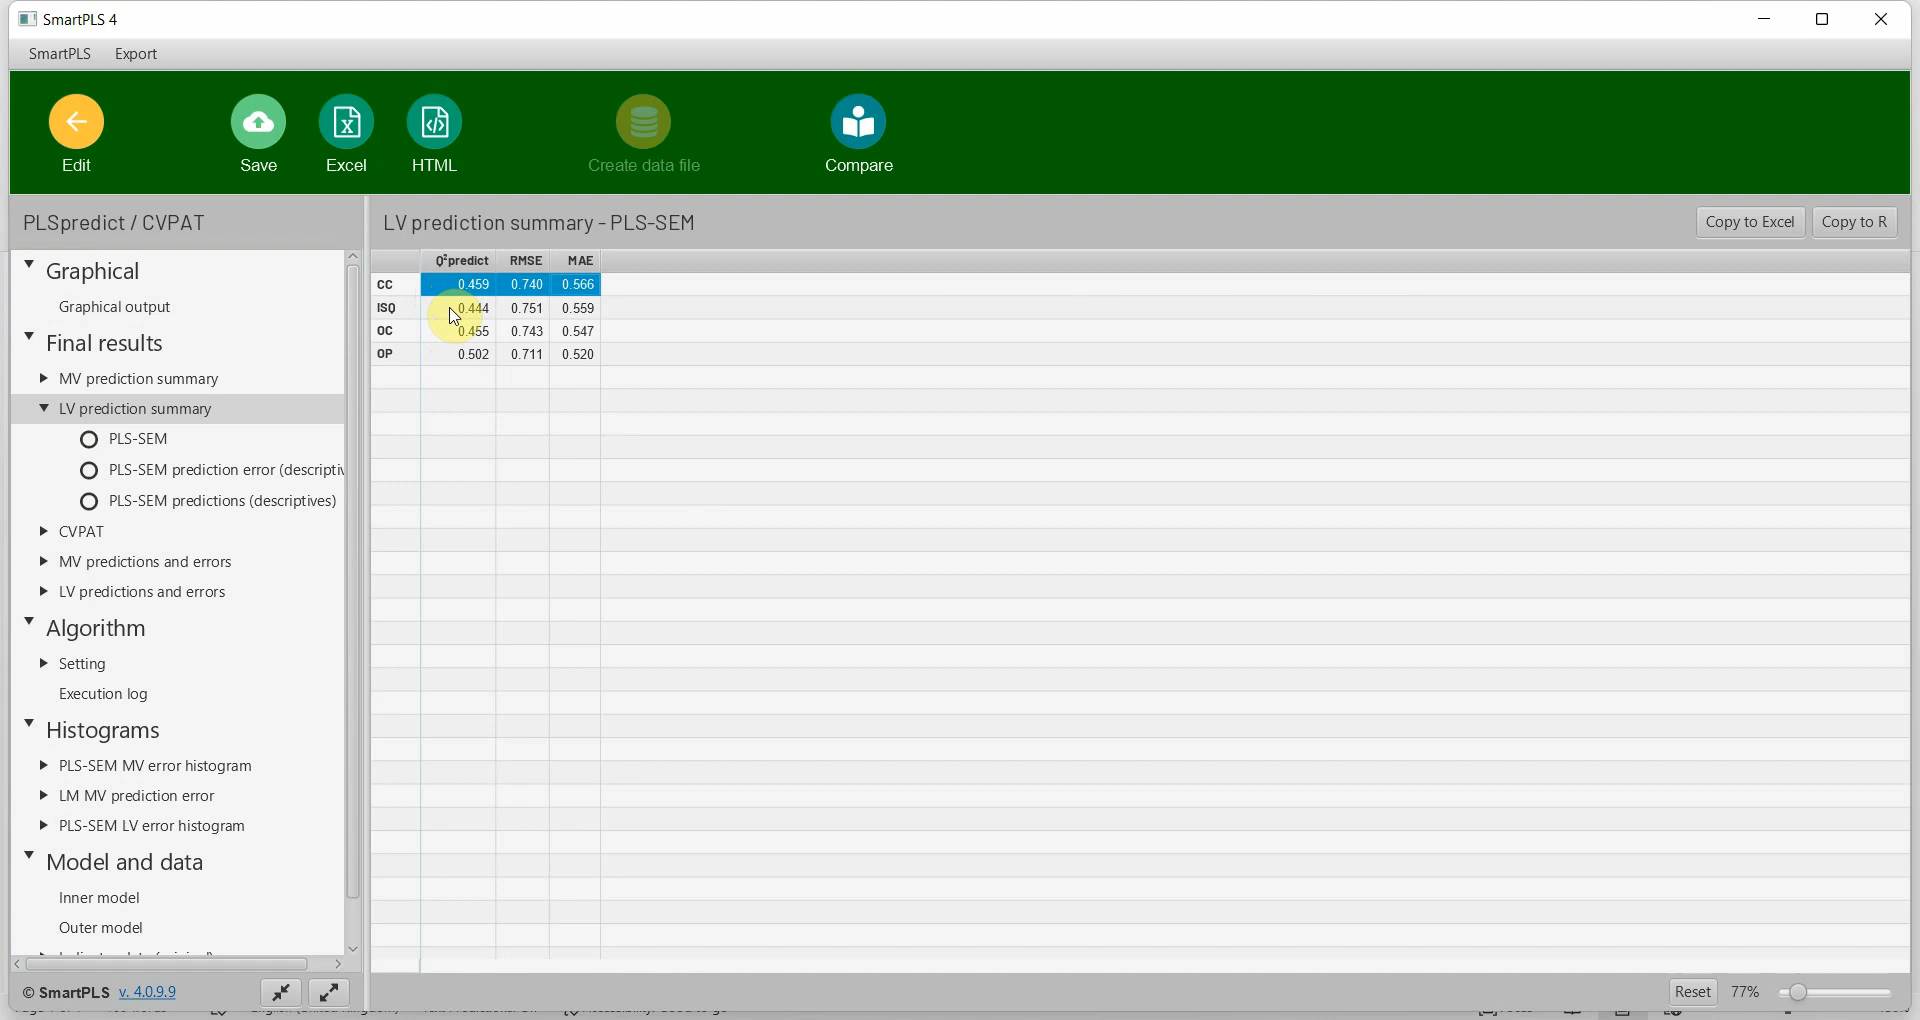 SmartPLS 4
SmartPLS Export
Edit Save Excel HTML Create data file Compare
PLSpredict / CVPAT
LV prediction summary - PLS-SEM
Copy to Excel Copy to R
Graphical
Graphical output
Final results
MV prediction summary
LV prediction summary
PLS-SEM
PLS-SEM prediction error (descripti
PLS-SEM predictions (descriptives)
CVPAT
MV predictions and errors
LV predictions and errors
Algorithm
Setting
Execution log
Histograms
PLS-SEM MV error histogram
LM MV prediction error
PLS-SEM LV error histogram
Model and data
Inner model
Outer model
Q²predict RMSE MAE
CC 0.459 0.740 0.566
ISQ 0.444 0.751 0.559
OC 0.455 0.743 0.547
OP 0.502 0.711 0.520
© SmartPLS v. 4.0.9.9
Reset 77%